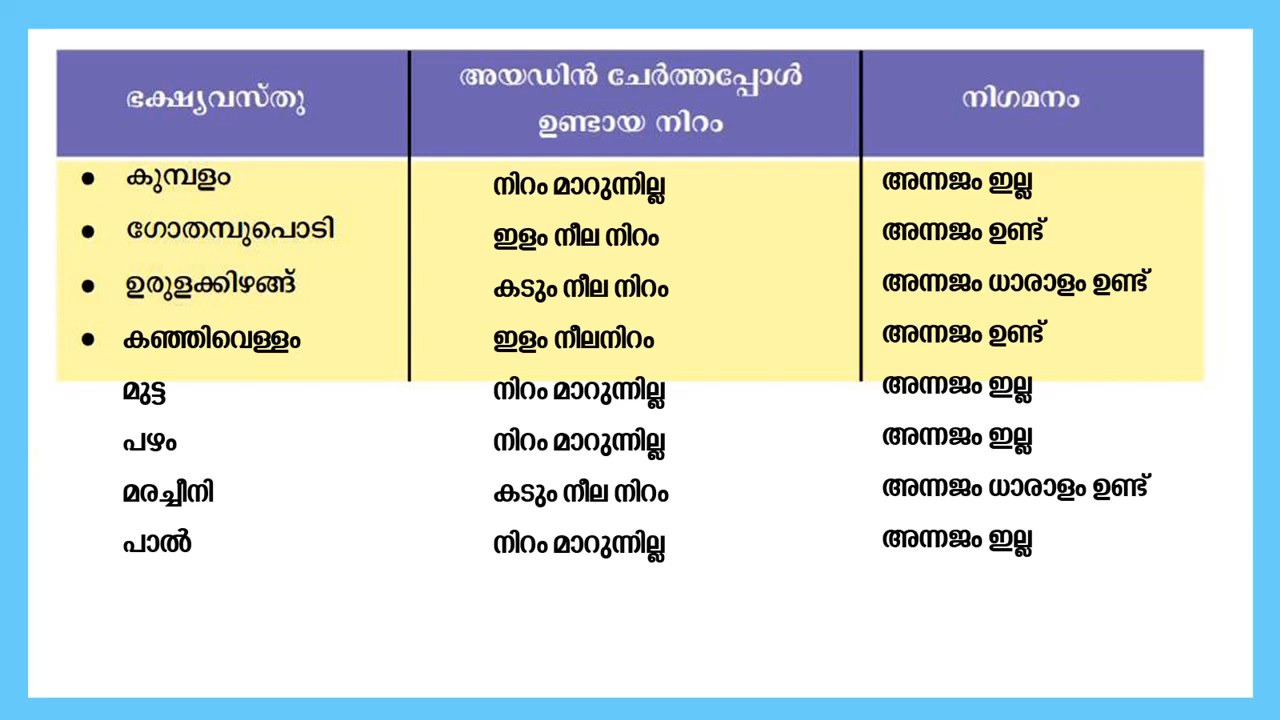 ഭക്ഷ്യവസ്തു
അയഡിൻ ചേർത്തപ്പോൾ
ഉണ്ടായ നിറം
നിഗമനം
• കുമ്പളം നിറം മാറുന്നില്ല അന്നജം ഇല്ല
• ഗോതമ്പുപൊടി ഇളം നീല നിറം അന്നജം ഉണ്ട്
• ഉരുളക്കിഴങ്ങ് കടും നീല നിറം അന്നജം ധാരാളം ഉണ്ട്
• കഞ്ഞിവെള്ളം ഇളം നീലനിറം അന്നജം ഉണ്ട്
മുട്ട നിറം മാറുന്നില്ല അന്നജം ഇല്ല
പഴം നിറം മാറുന്നില്ല അന്നജം ഇല്ല
മരച്ചീനി കടും നീല നിറം അന്നജം ധാരാളം ഉണ്ട്
പാൽ നിറം മാറുന്നില്ല അന്നജം ഇല്ല